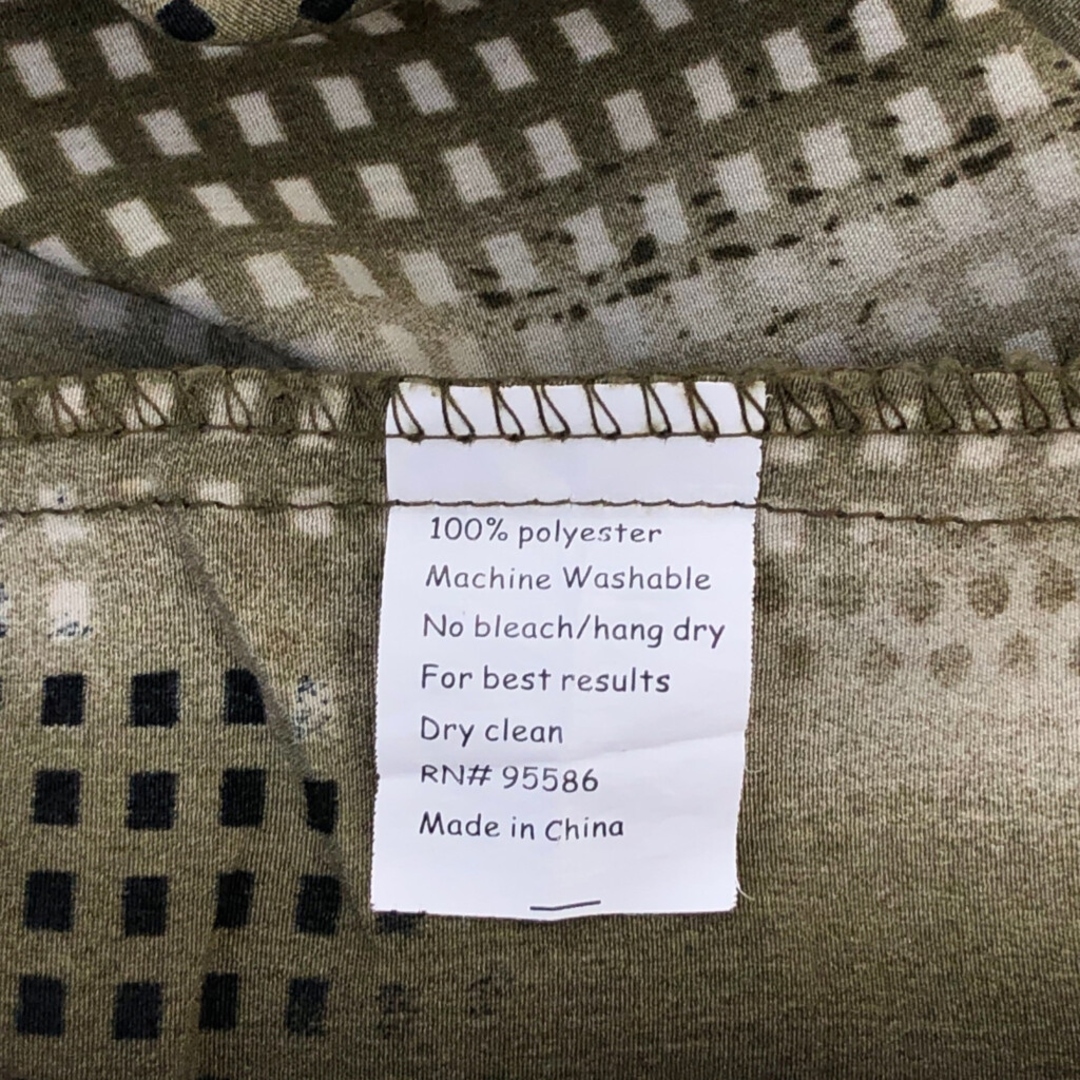 100% polyester
Machine Washable
No bleach/hang dry
For best results
Dry clean
RN# 95586
Made in China